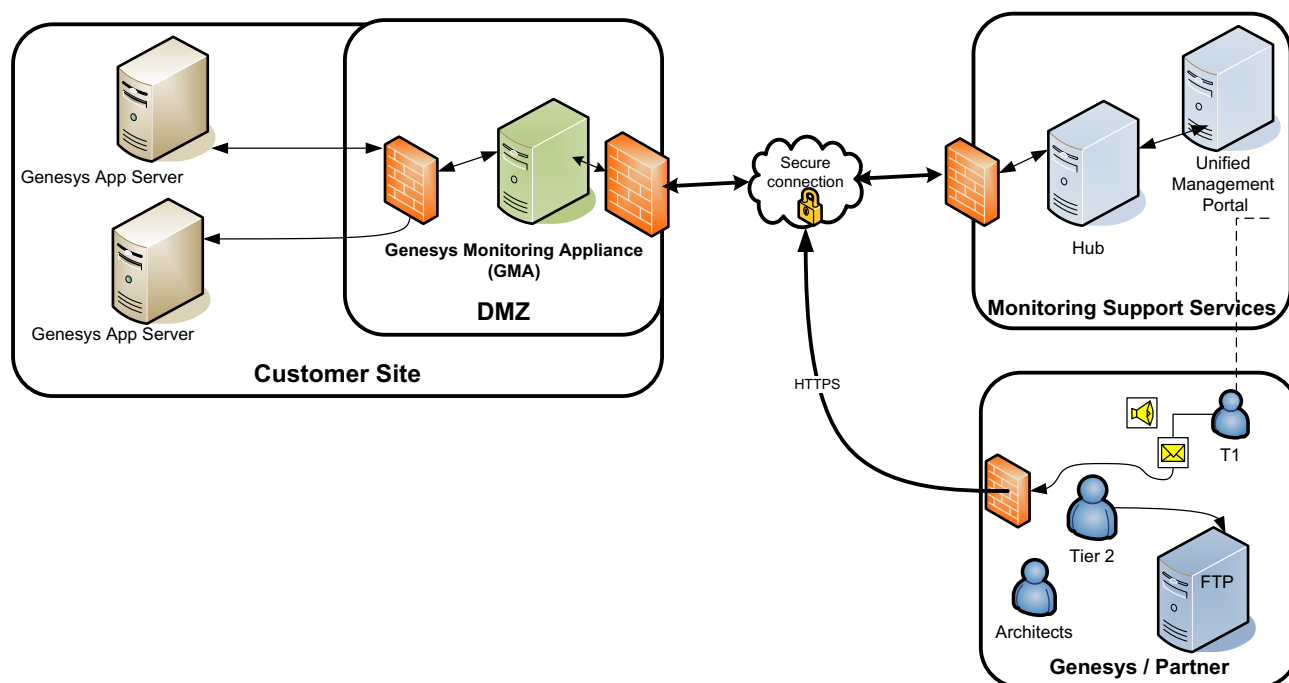 Genesys App Server
Genesys App Server
Genesys Monitoring Appliance
(GMA)
DMZ
Customer Site
Secure
connection
HTTPS
Hub
Unified
Management
Portal
Monitoring Support Services
T1
Tier 2
FTP
Architects
Genesys / Partner